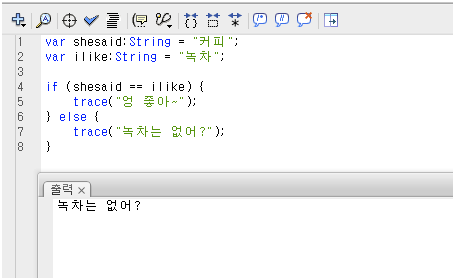 1 var shesaid:String = "커피";
2 var ilike:String = "녹차";
3
4 if (shesaid == ilike) {
5 trace("엉 좋아~");
6 } else {
7 trace("녹차는 없어?");
8 }
출력
녹차는 없어?